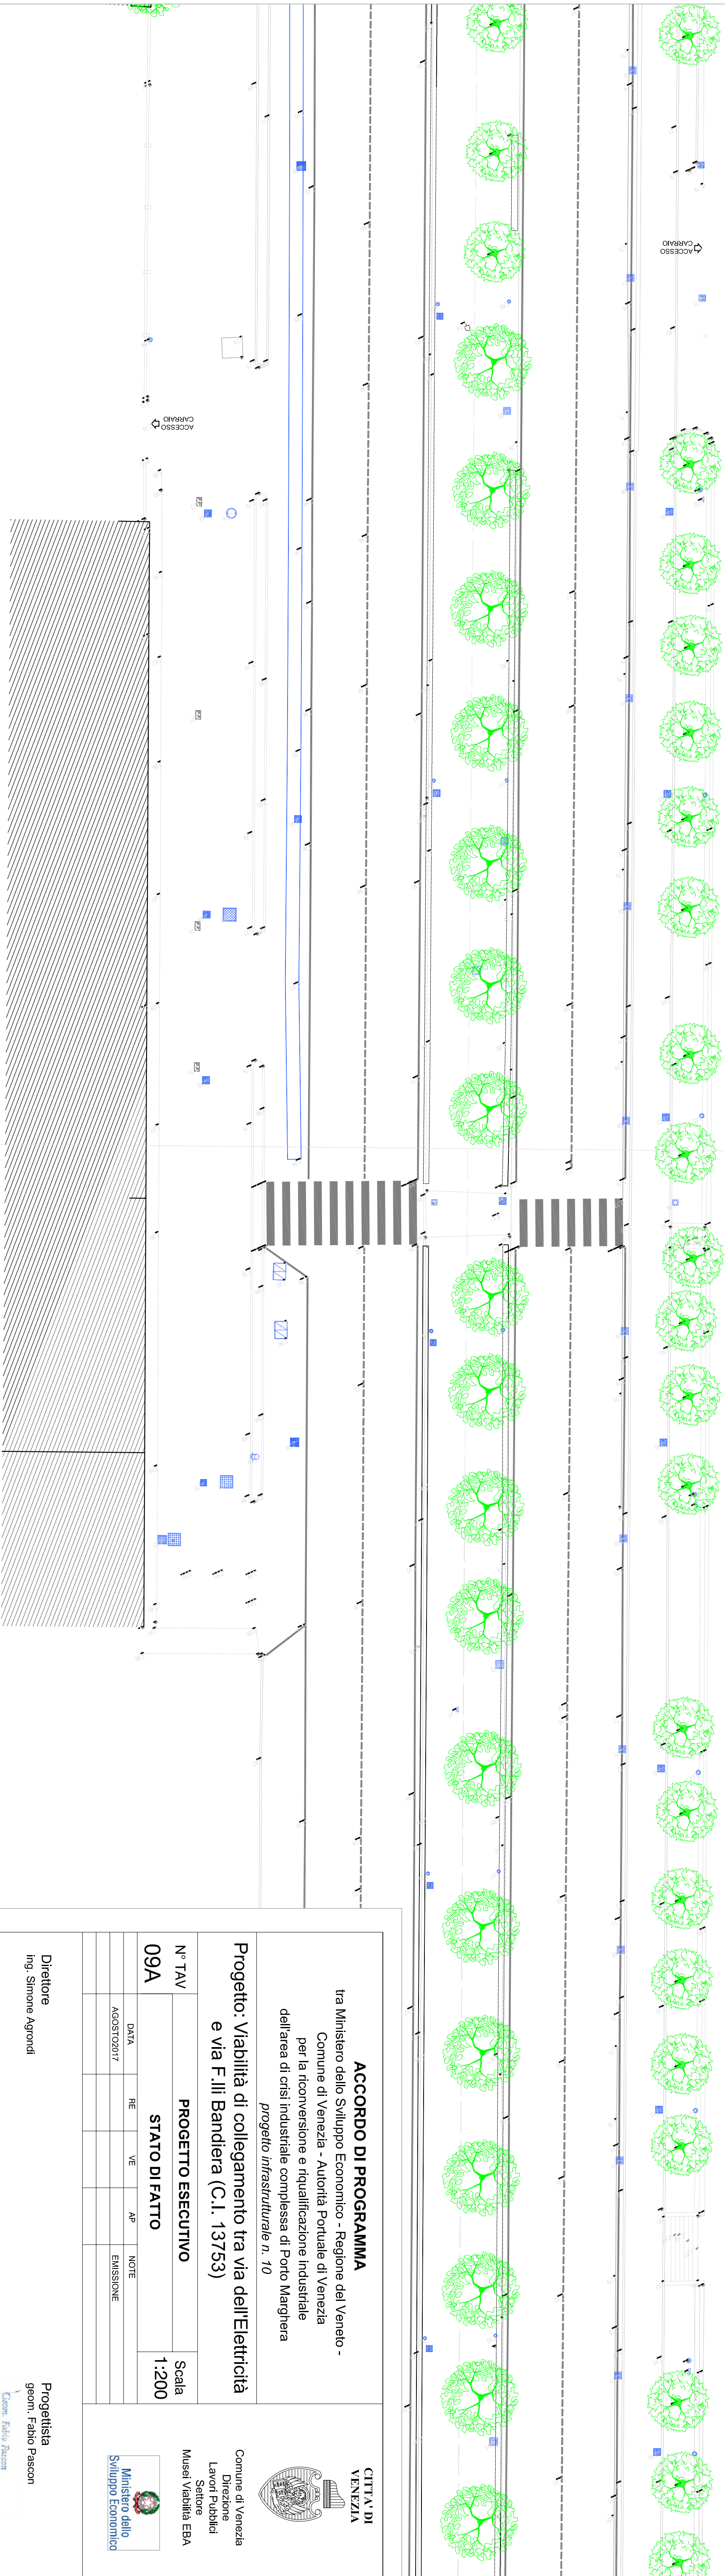 ACCESSO
CARRAIO
ACCESSO
CARRAIO
ACCORDO DI PROGRAMMA
tra Ministero dello Sviluppo Economico - Regione del Veneto -
Comune di Venezia - Autorità Portuale di Venezia
per la riconversione e riqualificazione industriale
dell'area di crisi industriale complessa di Porto Marghera
progetto infrastrutturale n. 10
Progetto: Viabilità di collegamento tra via dell'Elettricità
e via F.lli Bandiera (C.I. 13753)
N° TAV
09A
PROGETTO ESECUTIVO
STATO DI FATTO
Scala
1:200
DATA RE VE AP NOTE
AGOSTO2017 EMISSIONE
CITTA' DI
VENEZIA
Comune di Venezia
Direzione
Lavori Pubblici
Settore
Musei Viabilità EBA
Ministero dello
Sviluppo Economico
Direttore
ing. Simone Agrondi
Progettista
geom. Fabio Pascon
Geom. Fabio Pascon